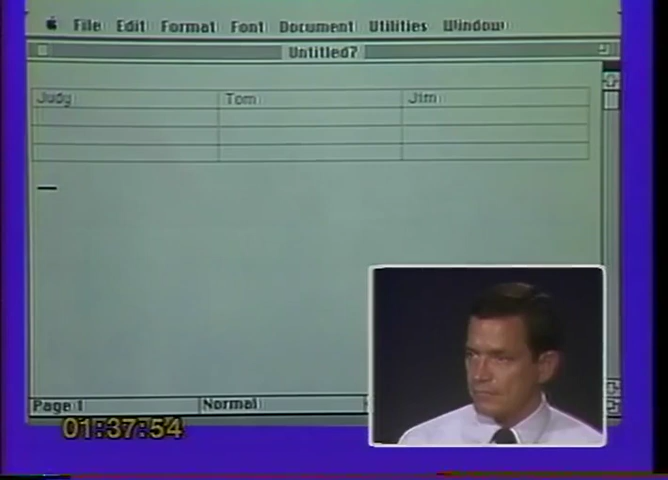 File Edit Format Font Document Utilities Window
Untitled7
Judy Tom Jim
Page 1 Normal
01:37:54